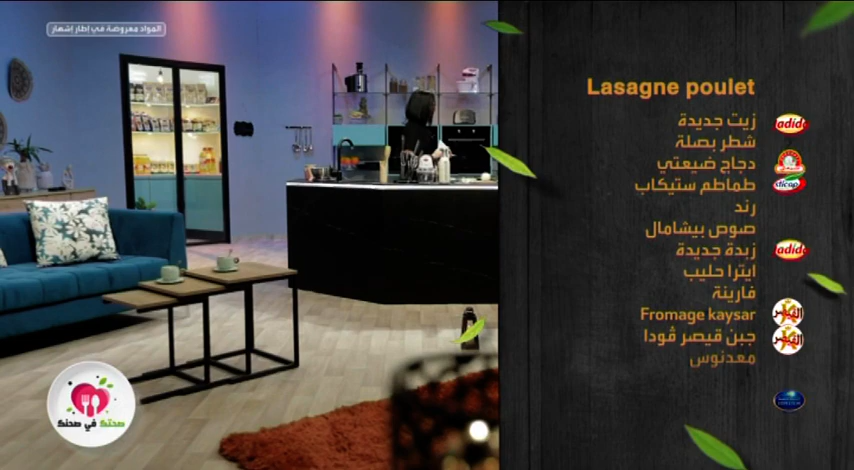 المواد معروضة في إطار إشهار
Lasagne poulet
زيت جديدة
شطر بصلة
دجاج ضيعتي
طماطم ستيكاب
رند
صوص بيشامال
زبدة جديدة
ايترا حليب
فارينة
Fromage kaysar
جبن قيصر ڤودا
معدنوس
صحتك في صحنك